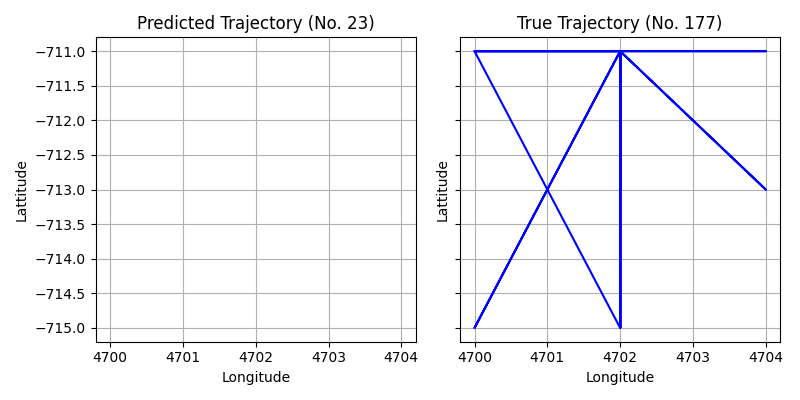 Predicted Trajectory (No. 23)
True Trajectory (No. 177)
Lattitude
−711.0
−711.5
−712.0
−712.5
−713.0
−713.5
−714.0
−714.5
−715.0
4700 4701 4702 4703 4704
Longitude
Lattitude
4700 4701 4702 4703 4704
Longitude